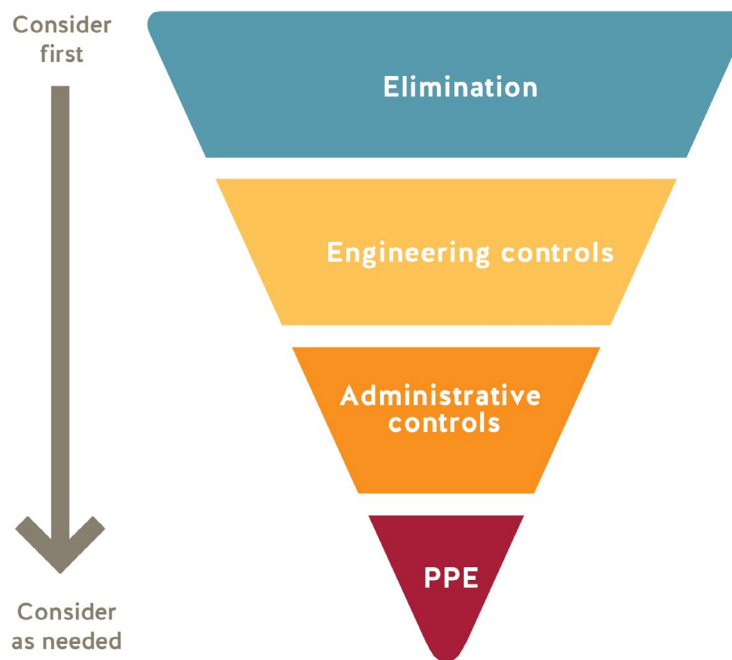 Consider
first
Elimination
Engineering controls
Administrative
controls
PPE
Consider
as needed